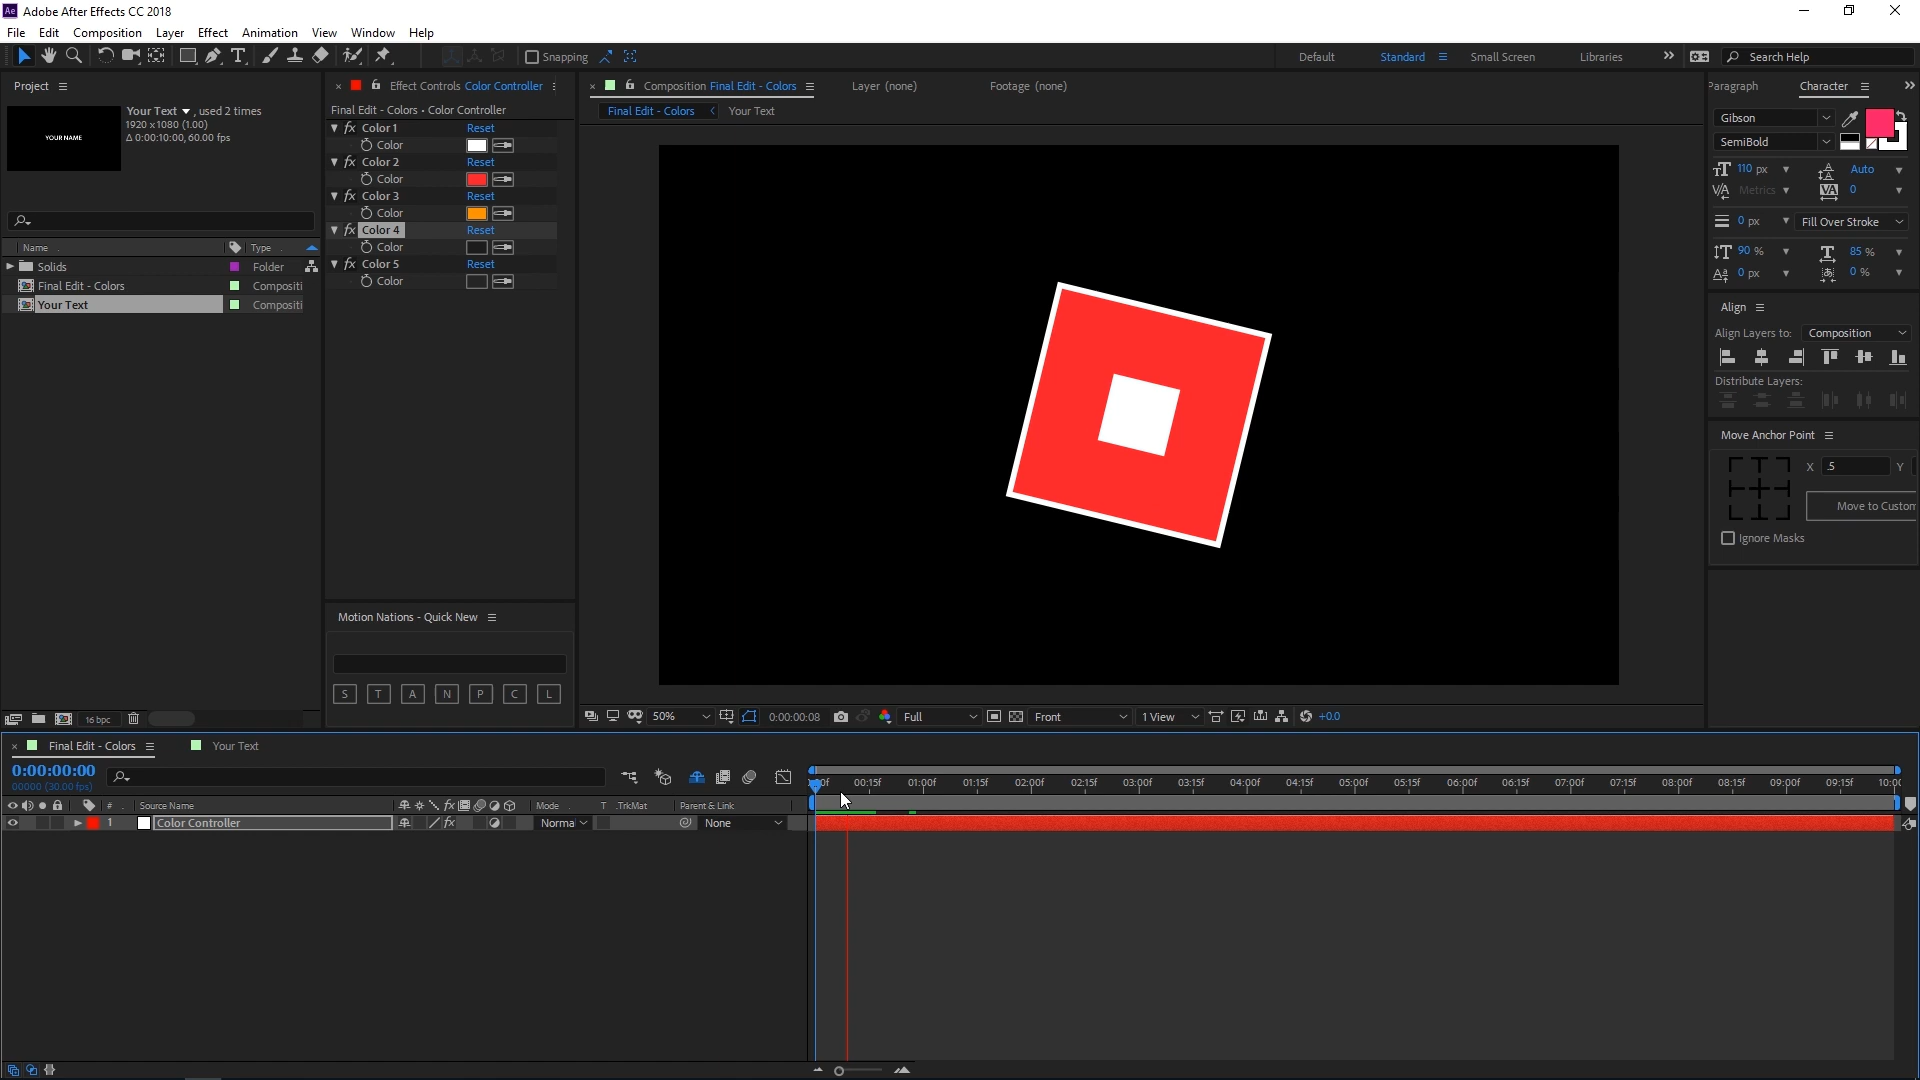 Ae Adobe After Effects CC 2018
File Edit Composition Layer Effect Animation View Window Help
Snapping
Default Standard Small Screen Libraries Search Help
Project
Your Text , used 2 times
1920 x1080 (1.00)
Δ 0:00:10:00, 60.00 fps
YOUR NAME
Name Type
Solids Folder
Final Edit - Colors Compositi
Your Text Compositi
16 bpc
Effect Controls Color Controller
Final Edit - Colors • Color Controller
fx Color 1 Reset
Color
fx Color 2 Reset
Color
fx Color 3 Reset
Color
fx Color 4 Reset
Color
fx Color 5 Reset
Color
Motion Nations - Quick New
S T A N P C L
Composition Final Edit - Colors Layer (none) Footage (none)
Final Edit - Colors < Your Text
50% 0:00:00:08 Full Front 1 View +0.0
Paragraph Character
Gibson
SemiBold
110 px Auto
Metrics 0
0 px Fill Over Stroke
90 % 85 %
0 px 0 %
Align
Align Layers to: Composition
Distribute Layers:
Move Anchor Point
X .5 Y
Move to Custom
Ignore Masks
Final Edit - Colors Your Text
0:00:00:00
00000 (30.00 fps)
00:15f 01:00f 01:15f 02:00f 02:15f 03:00f 03:15f 04:00f 04:15f 05:00f 05:15f 06:00f 06:15f 07:00f 07:15f 08:00f 08:15f 09:00f 09:15f 10:00
# Source Name fx Mode T .TrkMat Parent & Link
1 Color Controller fx Norma None